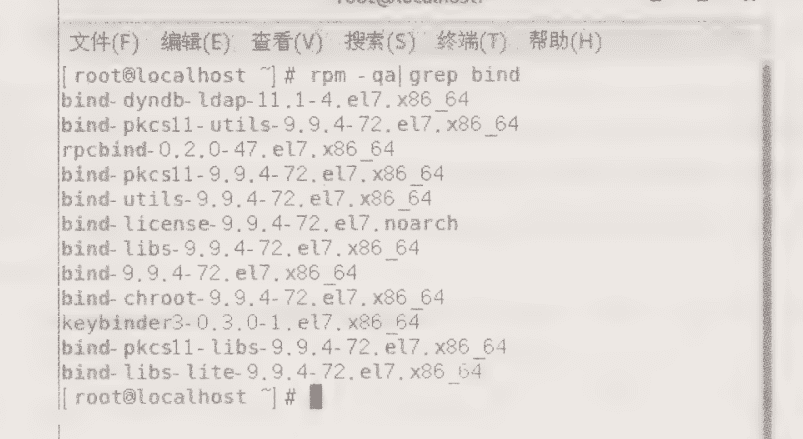 文件(F) 编辑(E) 查看(V) 搜索(S) 终端(T) 帮助(H)
[root@localhost ~]# rpm -qa|grep bind
bind-dyndb-ldap-11.1-4.el7.x86_64
bind-pkcs11-utils-9.9.4-72.el7.x86_64
rpcbind-0.2.0-47.el7.x86_64
bind-pkcs11-9.9.4-72.el7.x86_64
bind-utils-9.9.4-72.el7.x86_64
bind-license-9.9.4-72.el7.noarch
bind-libs-9.9.4-72.el7.x86_64
bind-9.9.4-72.el7.x86_64
bind-chroot-9.9.4-72.el7.x86_64
keybinder3-0.3.0-1.el7.x86_64
bind-pkcs11-libs-9.9.4-72.el7.x86_64
bind-libs-lite-9.9.4-72.el7.x86_64
[root@localhost ~]#